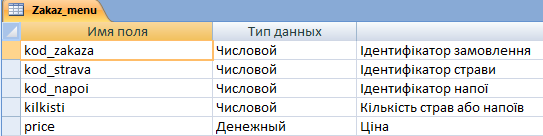 Zakaz_menu
Имя поля Тип данных
kod_zakaza Числовой Ідентифікатор замовлення
kod_strava Числовой Ідентифікатор страви
kod_napoi Числовой Ідентифікатор напої
kilkisti Числовой Кількість страв або напоїв
price Денежный Ціна